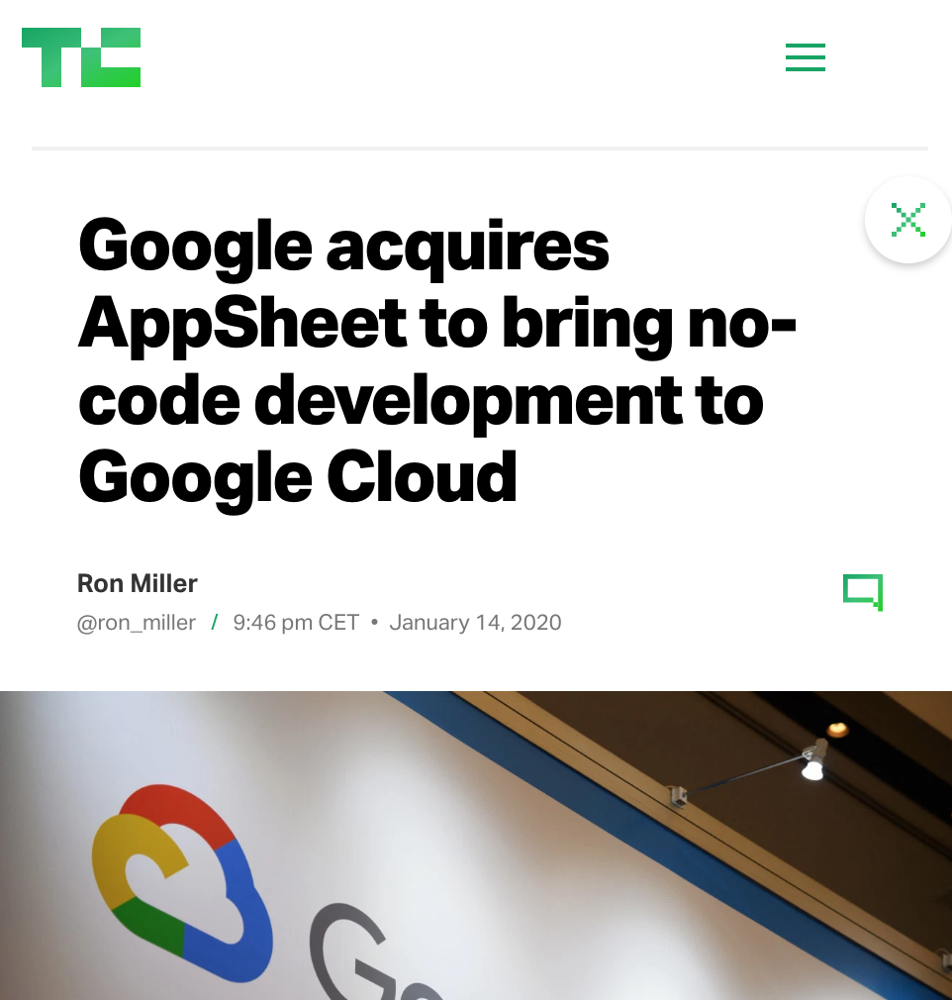 TC
Google acquires
AppSheet to bring no-
code development to
Google Cloud
Ron Miller
@ron_miller / 9:46 pm CET • January 14, 2020
Go